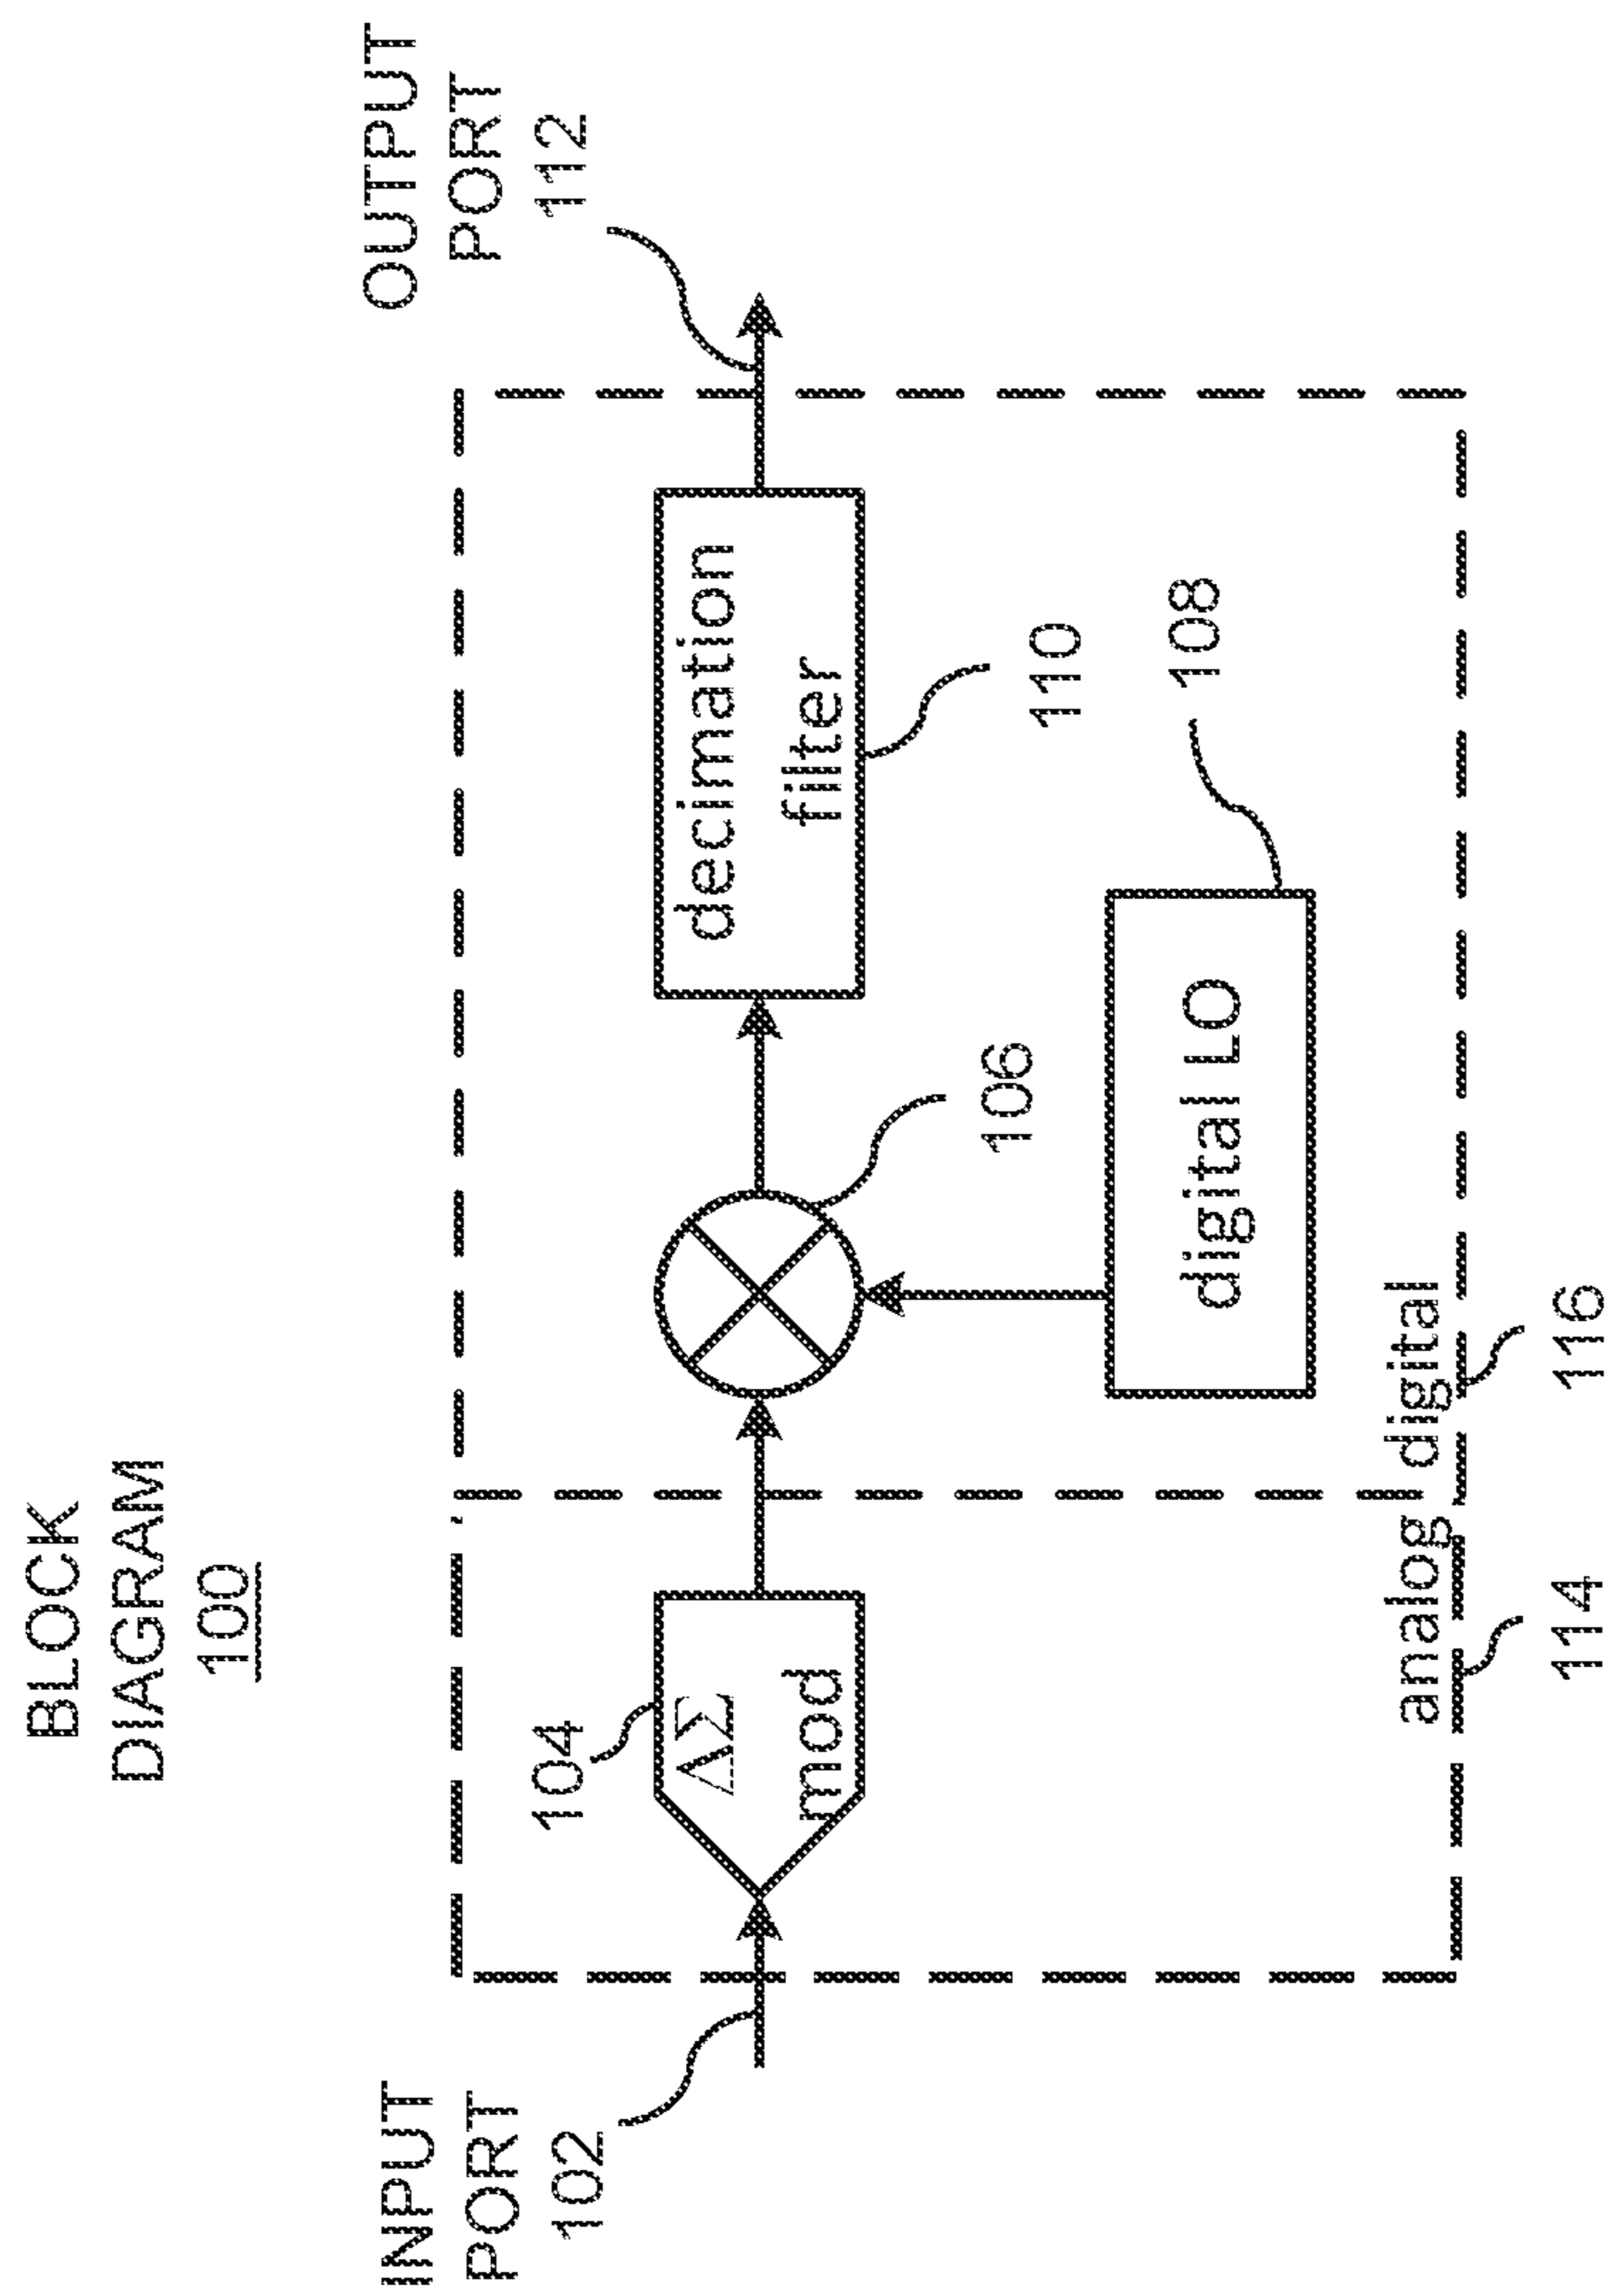 BLOCK
DIAGRAM
100
INPUT
PORT
102
104
ΔΣ
mod
106
digital LO
108
decimation
filter
110
OUTPUT
PORT
112
analog
digital
114
116